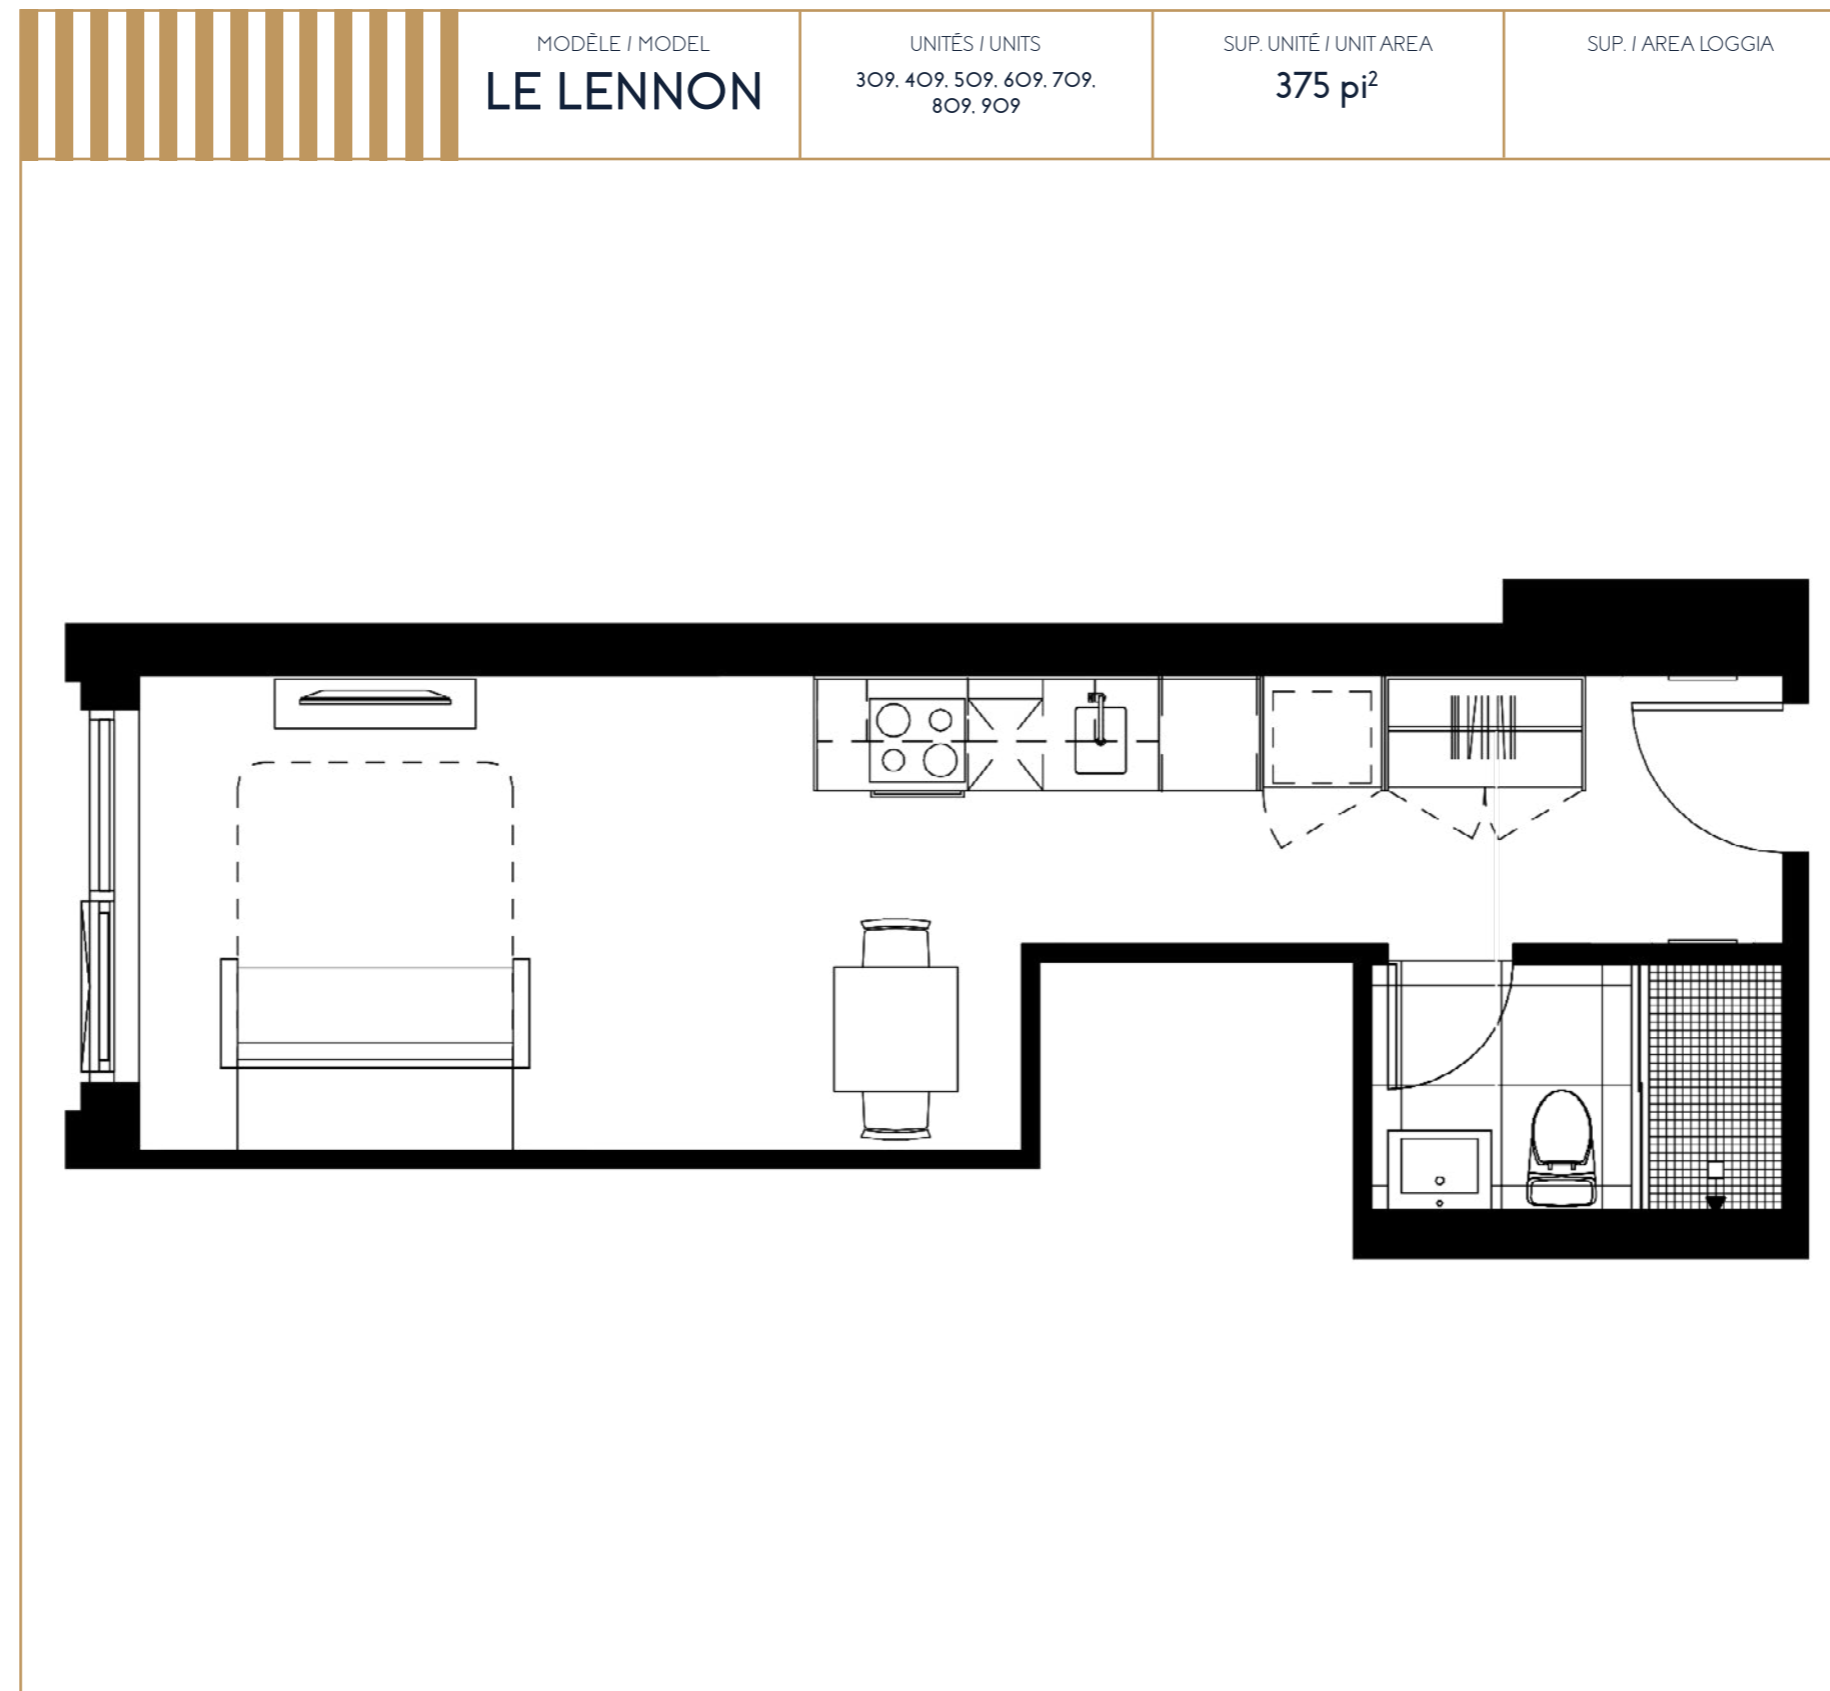 MODÈLE / MODEL
LE LENNON
UNITÉS / UNITS
309. 409. 509. 609. 709.
809. 909
SUP. UNITÉ / UNIT AREA
375 pi²
SUP. / AREA LOGGIA